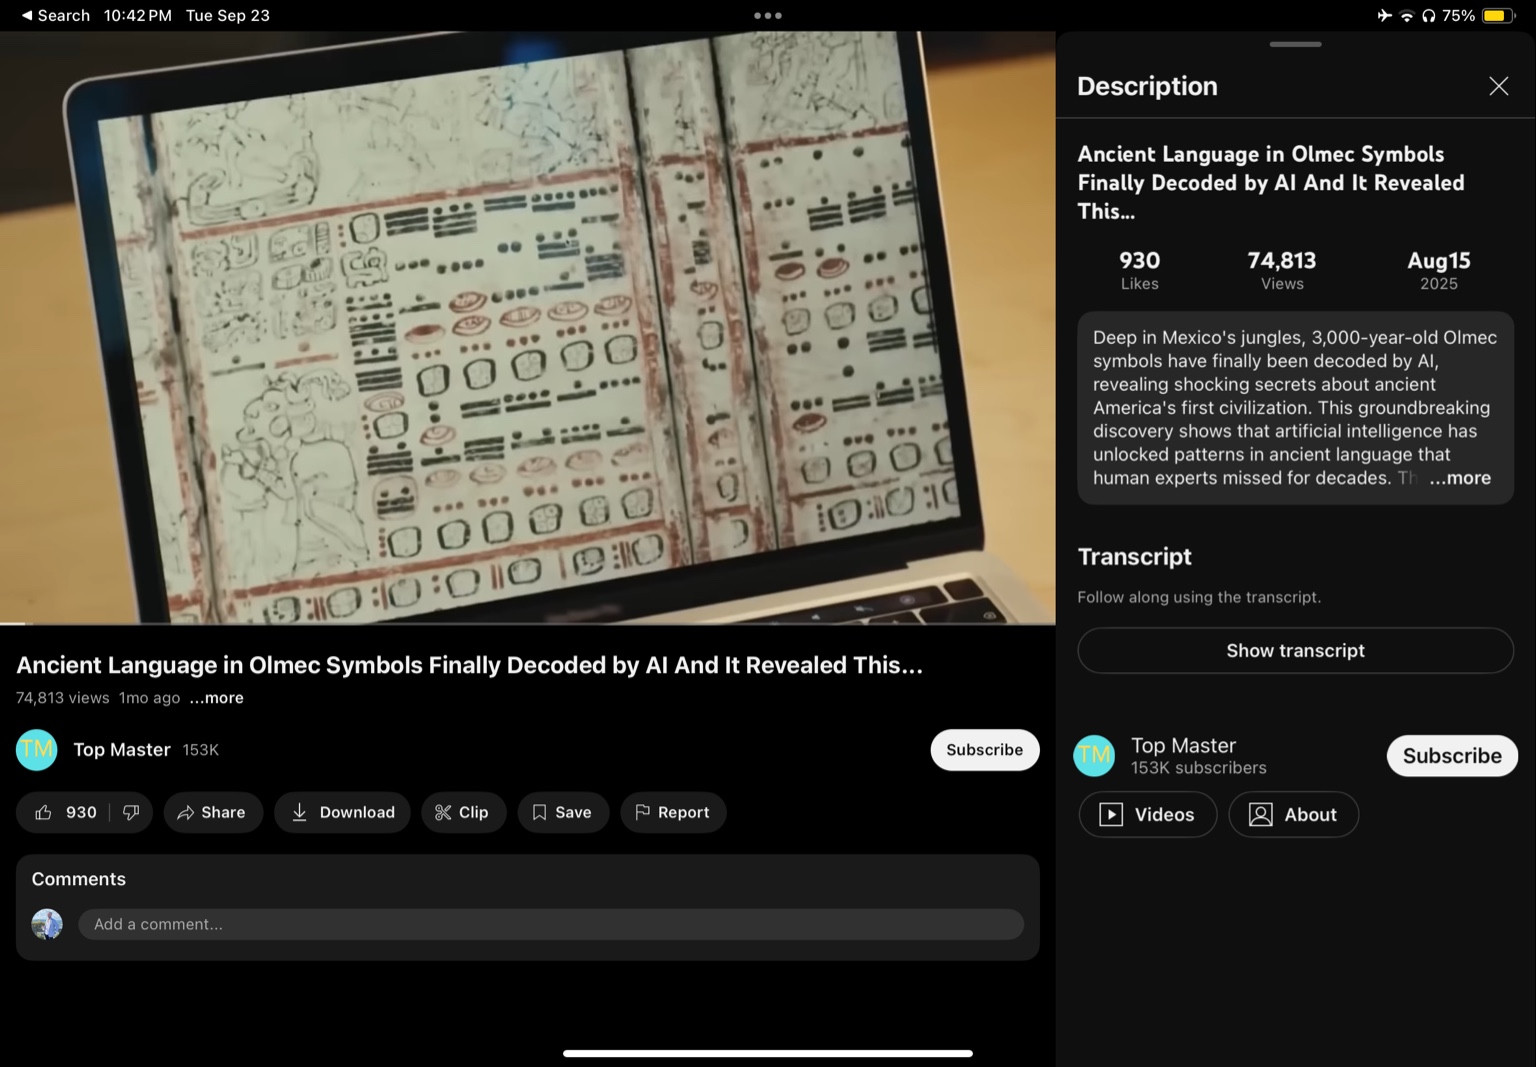 ◀ Search 10:42 PM Tue Sep 23
75%
Ancient Language in Olmec Symbols Finally Decoded by AI And It Revealed This...
74,813 views 1mo ago ...more
TM Top Master 153K
Subscribe
930
Share
Download
Clip
Save
Report
Comments
Add a comment...
Description
Ancient Language in Olmec Symbols
Finally Decoded by AI And It Revealed
This...
930 74,813 Aug15
Likes Views 2025
Deep in Mexico's jungles, 3,000-year-old Olmec
symbols have finally been decoded by AI,
revealing shocking secrets about ancient
America's first civilization. This groundbreaking
discovery shows that artificial intelligence has
unlocked patterns in ancient language that
human experts missed for decades. Th ...more
Transcript
Follow along using the transcript.
Show transcript
TM Top Master
153K subscribers
Subscribe
Videos
About